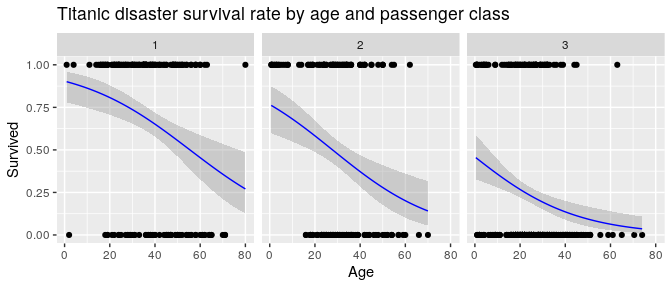 Titanic disaster survival rate by age and passenger class
1 2 3
1.00
0.75
0.50
0.25
0.00
Survived
0 20 40 60 80 0 20 40 60 80 0 20 40 60 80
Age